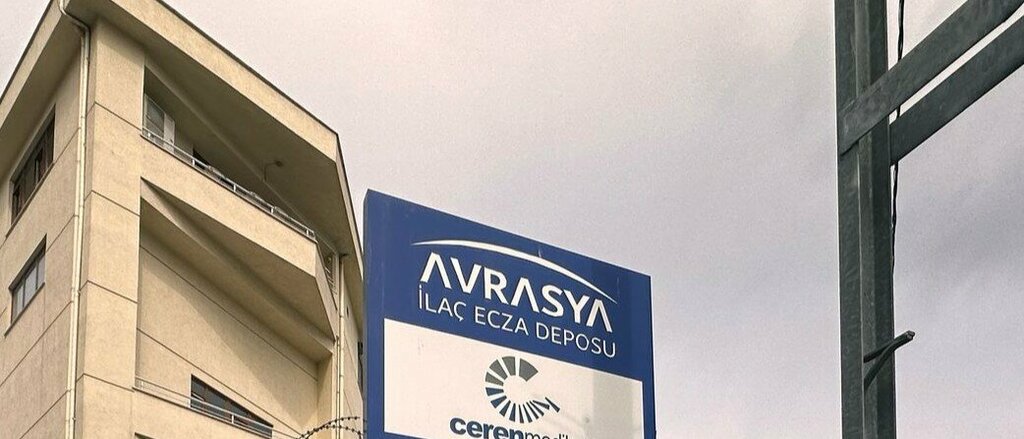 AVRASYA
İLAÇ ECZA DEPOSU
ceren